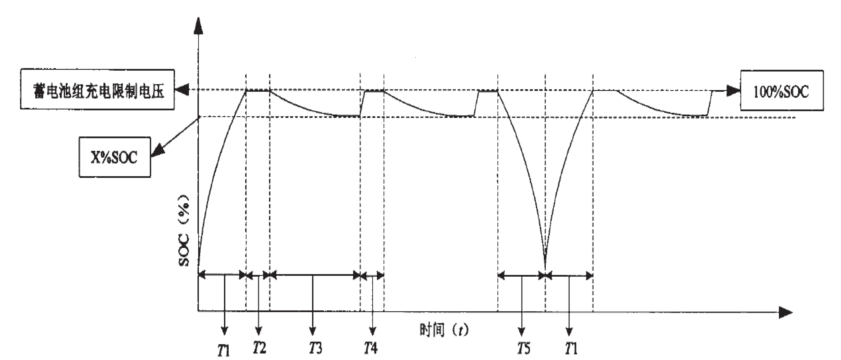 蓄电池组充电限制电压
100%SOC
X%SOC
SOC（%）
时间（t）
T1
T2
T3
T4
T5
T1